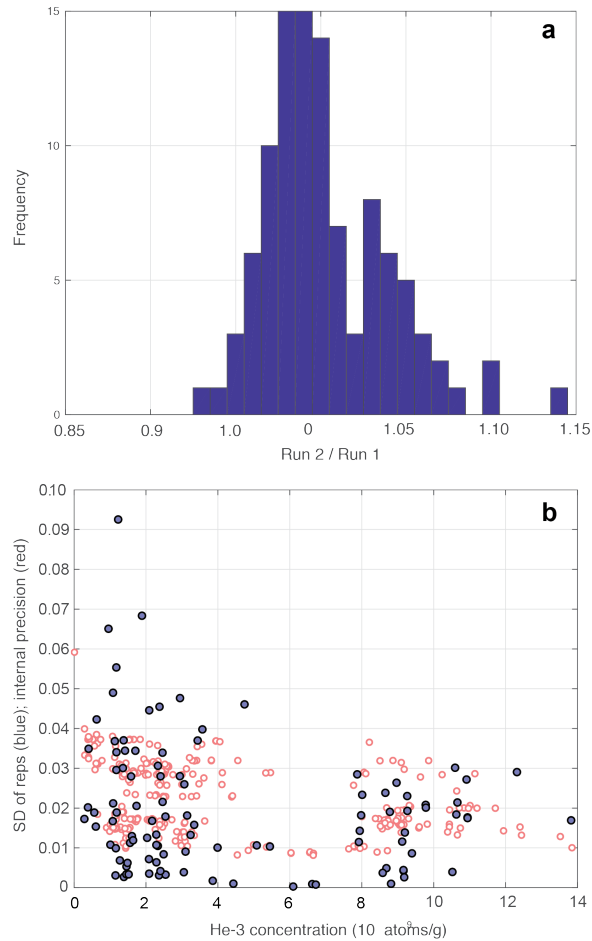 a
15
10
5
0
Frequency
0.85 0.9 1.0 0 1.05 1.10 1.15
Run 2 / Run 1
b
0.10
0.09
0.08
0.07
0.06
0.05
0.04
0.03
0.02
0.01
0
SD of reps (blue); internal precision (red)
0 2 4 6 8 10 12 14
He-3 concentration (10⁹ atoms/g)